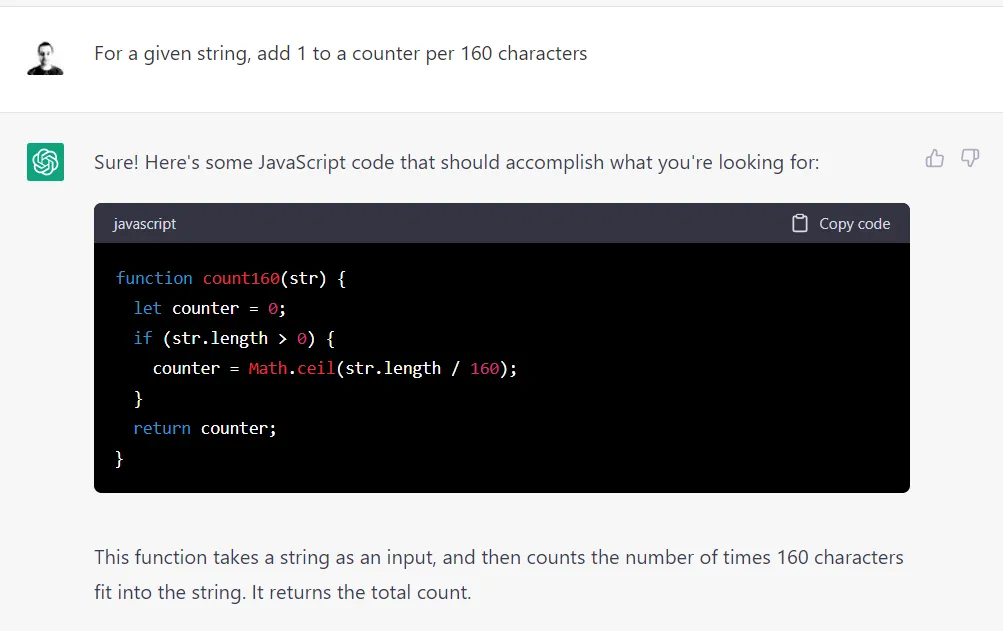 For a given string, add 1 to a counter per 160 characters
Sure! Here's some JavaScript code that should accomplish what you're looking for:
javascript
Copy code
function count160(str) {
  let counter = 0;
  if (str.length > 0) {
    counter = Math.ceil(str.length / 160);
  }
  return counter;
}
This function takes a string as an input, and then counts the number of times 160 characters
fit into the string. It returns the total count.